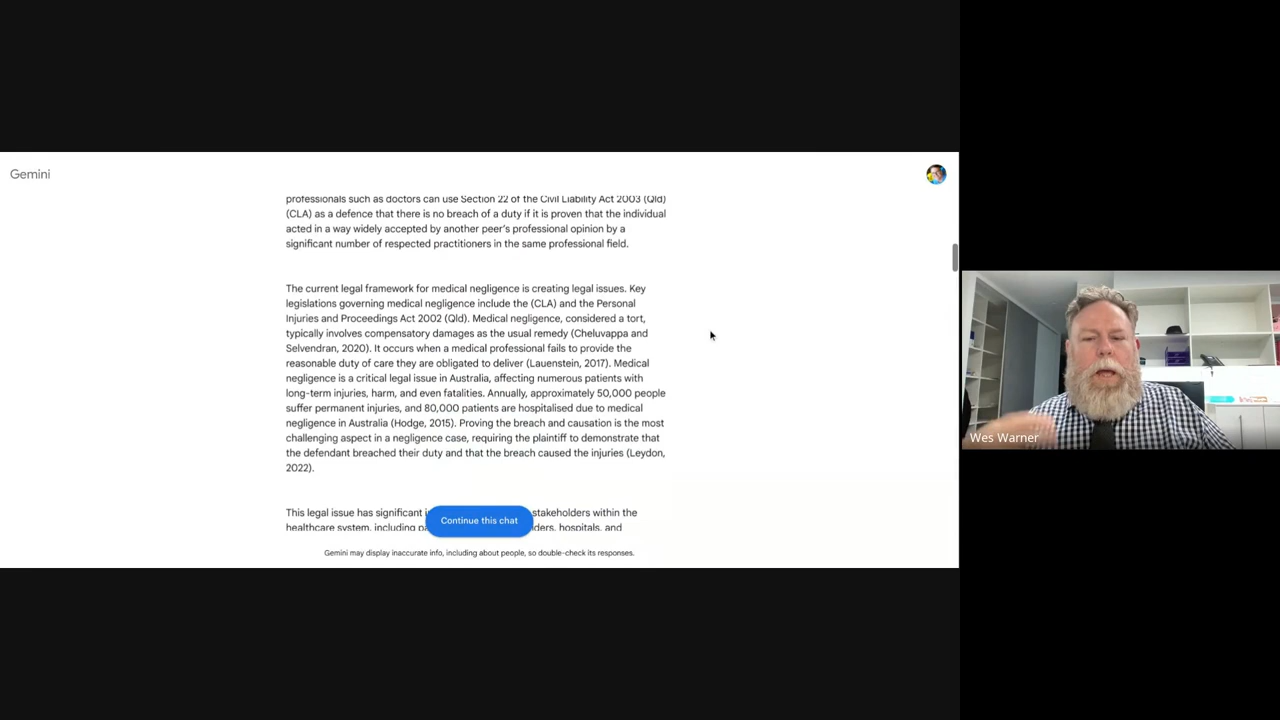 Gemini
professionals such as doctors can use Section 22 of the Civil Liability Act 2003 (Qld)
(CLA) as a defence that there is no breach of a duty if it is proven that the individual
acted in a way widely accepted by another peer's professional opinion by a
significant number of respected practitioners in the same professional field.
The current legal framework for medical negligence is creating legal issues. Key
legislations governing medical negligence include the (CLA) and the Personal
Injuries and Proceedings Act 2002 (Qld). Medical negligence, considered a tort,
typically involves compensatory damages as the usual remedy (Cheluvappa and
Selvendran, 2020). It occurs when a medical professional fails to provide the
reasonable duty of care they are obligated to deliver (Lauenstein, 2017). Medical
negligence is a critical legal issue in Australia, affecting numerous patients with
long-term injuries, harm, and even fatalities. Annually, approximately 50,000 people
suffer permanent injuries, and 80,000 patients are hospitalised due to medical
negligence in Australia (Hodge, 2015). Proving the breach and causation is the most
challenging aspect in a negligence case, requiring the plaintiff to demonstrate that
the defendant breached their duty and that the breach caused the injuries (Leydon,
2022).
This legal issue has significant stakeholders within the
healthcare system, including hospitals, and
Continue this chat
Gemini may display inaccurate info, including about people, so double-check its responses.
Wes Warner